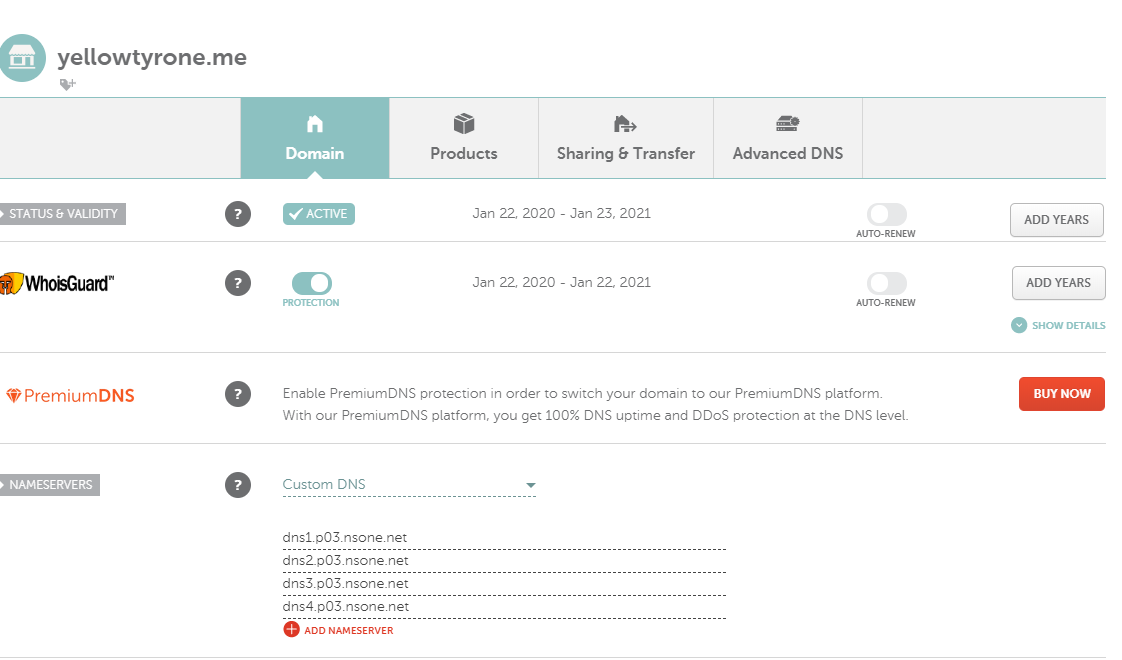 yellowtyrone.me
Domain
Products
Sharing & Transfer
Advanced DNS
STATUS & VALIDITY
?
ACTIVE
Jan 22, 2020 - Jan 23, 2021
AUTO-RENEW
ADD YEARS
WhoisGuard™
?
PROTECTION
Jan 22, 2020 - Jan 22, 2021
AUTO-RENEW
ADD YEARS
SHOW DETAILS
PremiumDNS
?
Enable PremiumDNS protection in order to switch your domain to our PremiumDNS platform.
With our PremiumDNS platform, you get 100% DNS uptime and DDoS protection at the DNS level.
BUY NOW
NAMESERVERS
?
Custom DNS
dns1.p03.nsone.net
dns2.p03.nsone.net
dns3.p03.nsone.net
dns4.p03.nsone.net
ADD NAMESERVER